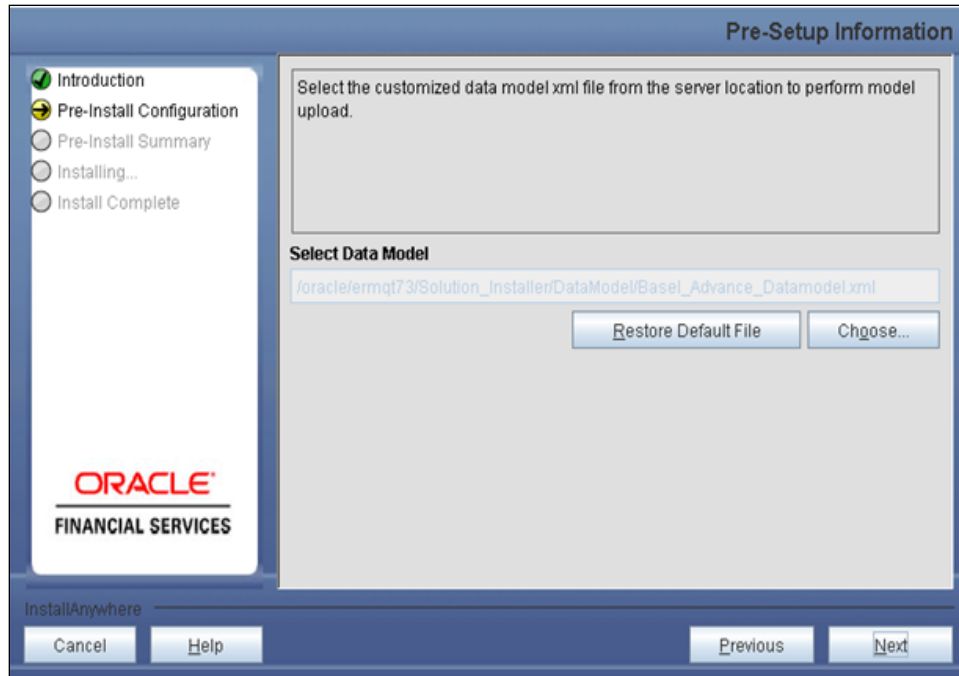 Pre-Setup Information
Introduction
Pre-Install Configuration
Pre-Install Summary
Installing...
Install Complete
Select the customized data model xml file from the server location to perform model
upload.
Select Data Model
/oracle/ermqt73/Solution_Installer/DataModel/Basel_Advance_Datamodel.xml
Restore Default File
Choose...
ORACLE
FINANCIAL SERVICES
InstallAnywhere
Cancel
Help
Previous
Next